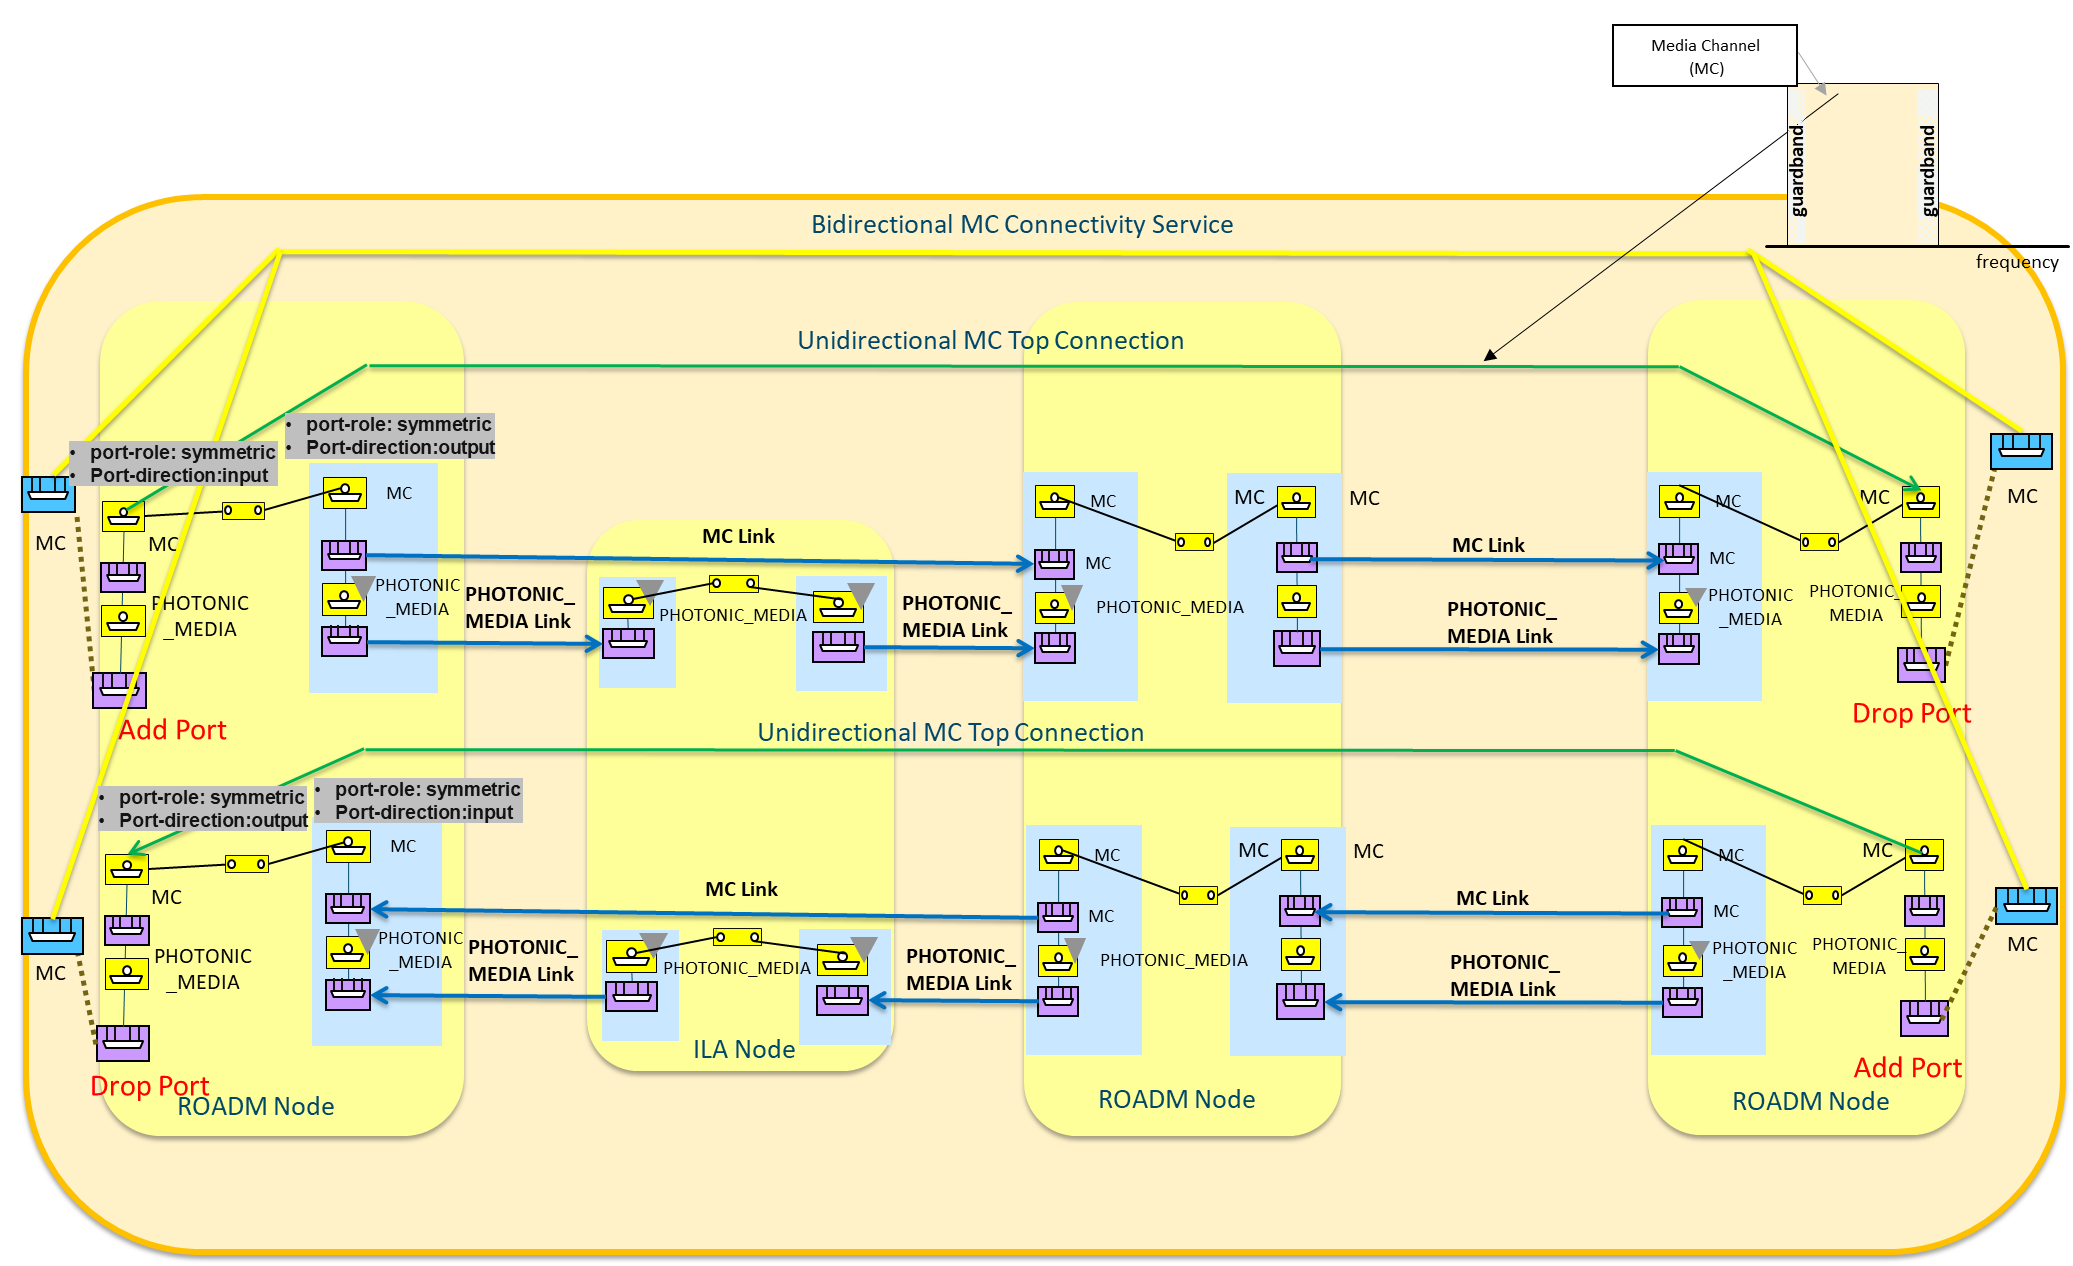 Media Channel
(MC)
guardband
guardband
frequency
Bidirectional MC Connectivity Service
Unidirectional MC Top Connection
• port-role: symmetric
• Port-direction:output
• port-role: symmetric
• Port-direction:input
MC
MC
MC
PHOTONIC
_MEDIA
Add Port
PHOTONIC
_MEDIA
MC Link
PHOTONIC_
MEDIA Link
PHOTONIC_MEDIA
PHOTONIC_
MEDIA Link
MC
MC
PHOTONIC_MEDIA
MC
MC
MC Link
PHOTONIC_
MEDIA Link
MC
MC
PHOTONIC
_MEDIA
MC
PHOTONIC_
MEDIA
MC
Drop Port
Unidirectional MC Top Connection
• port-role: symmetric
• Port-direction:input
• port-role: symmetric
• Port-direction:output
MC
MC
MC
PHOTONIC
_MEDIA
Drop Port
PHOTONIC
_MEDIA
MC Link
PHOTONIC_
MEDIA Link
PHOTONIC_MEDIA
PHOTONIC_
MEDIA Link
MC
MC
PHOTONIC_MEDIA
MC
MC
MC Link
PHOTONIC_
MEDIA Link
MC
MC
PHOTONIC
_MEDIA
MC
PHOTONIC_
MEDIA
MC
Add Port
ROADM Node
ILA Node
ROADM Node
ROADM Node